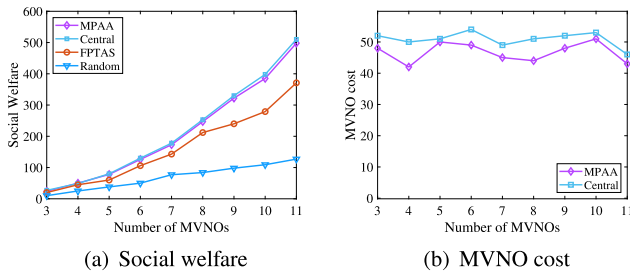 600
500
400
300
200
100
0
Social Welfare
MPAA
Central
FPTAS
Random
3 4 5 6 7 8 9 10 11
Number of MVNOs
(a) Social welfare
50
40
30
20
10
0
MVNO cost
MPAA
Central
3 4 5 6 7 8 9 10 11
Number of MVNOs
(b) MVNO cost